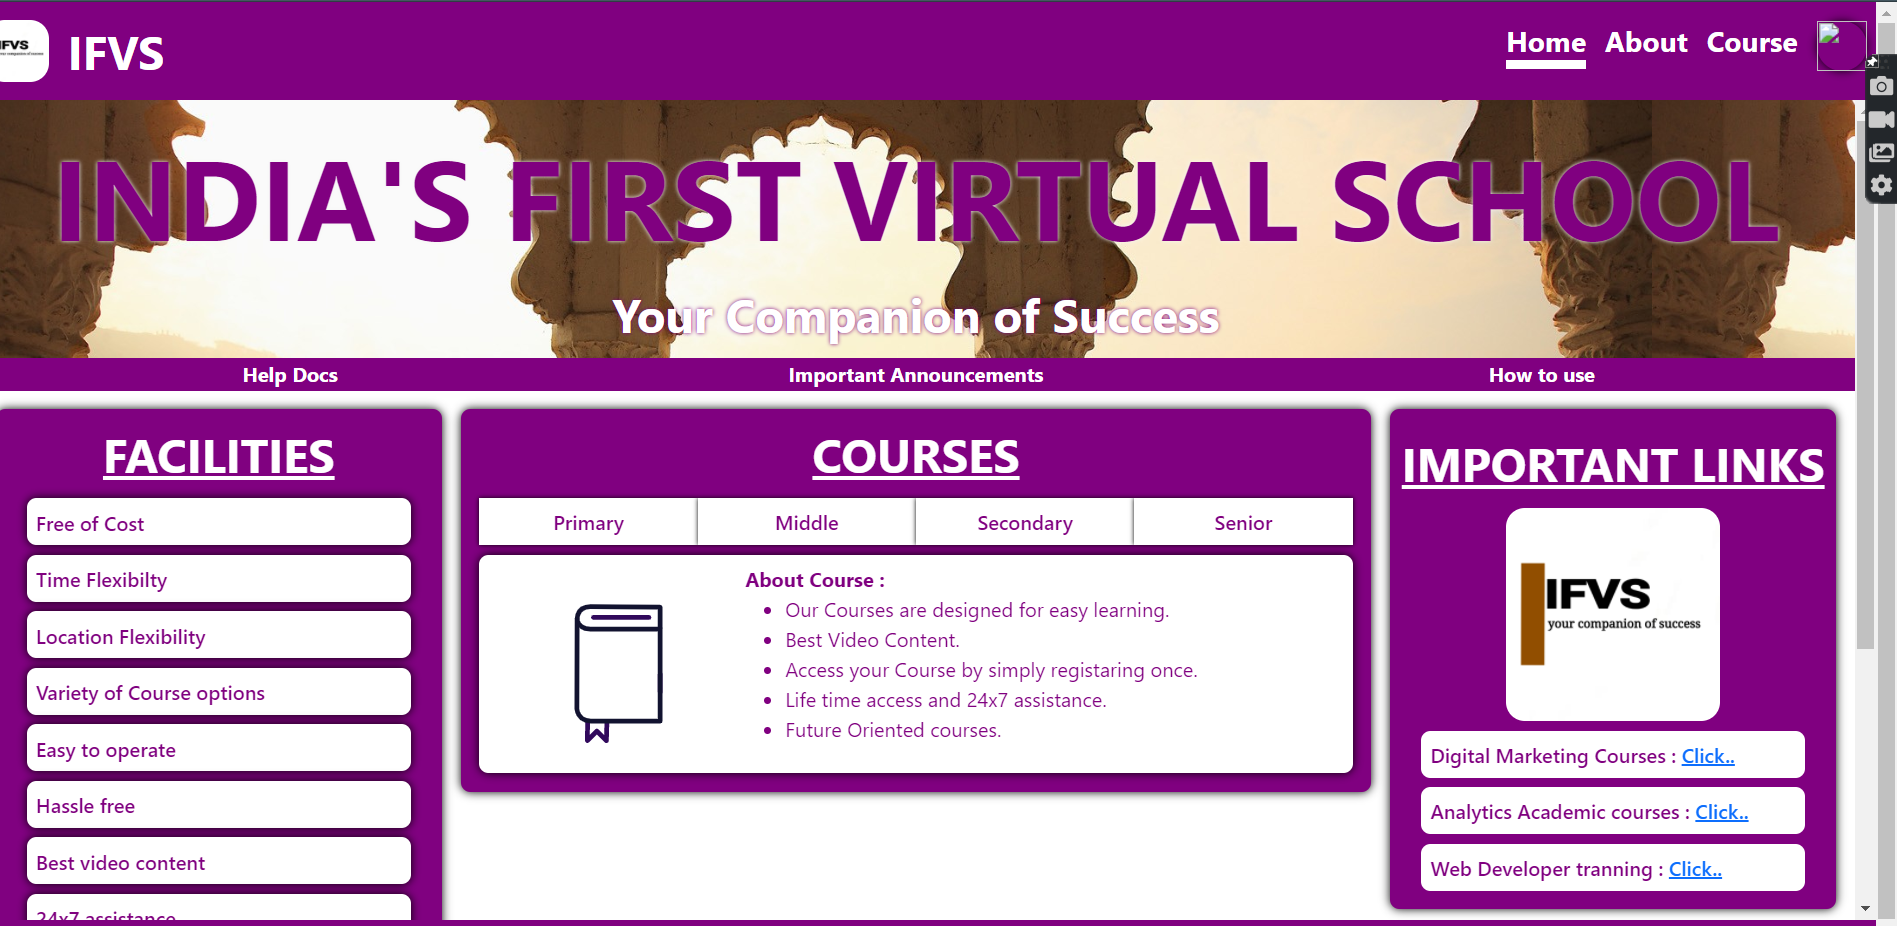 IFVS
your companion of success
IFVS
Home About Course
INDIA'S FIRST VIRTUAL SCHOOL
Your Companion of Success
Help Docs
Important Announcements
How to use
FACILITIES
Free of Cost
Time Flexibilty
Location Flexibility
Variety of Course options
Easy to operate
Hassle free
Best video content
24x7 assistance
COURSES
Primary Middle Secondary Senior
About Course :
Our Courses are designed for easy learning.
Best Video Content.
Access your Course by simply registaring once.
Life time access and 24x7 assistance.
Future Oriented courses.
IMPORTANT LINKS
IFVS
your companion of success
Digital Marketing Courses : Click..
Analytics Academic courses : Click..
Web Developer tranning : Click..